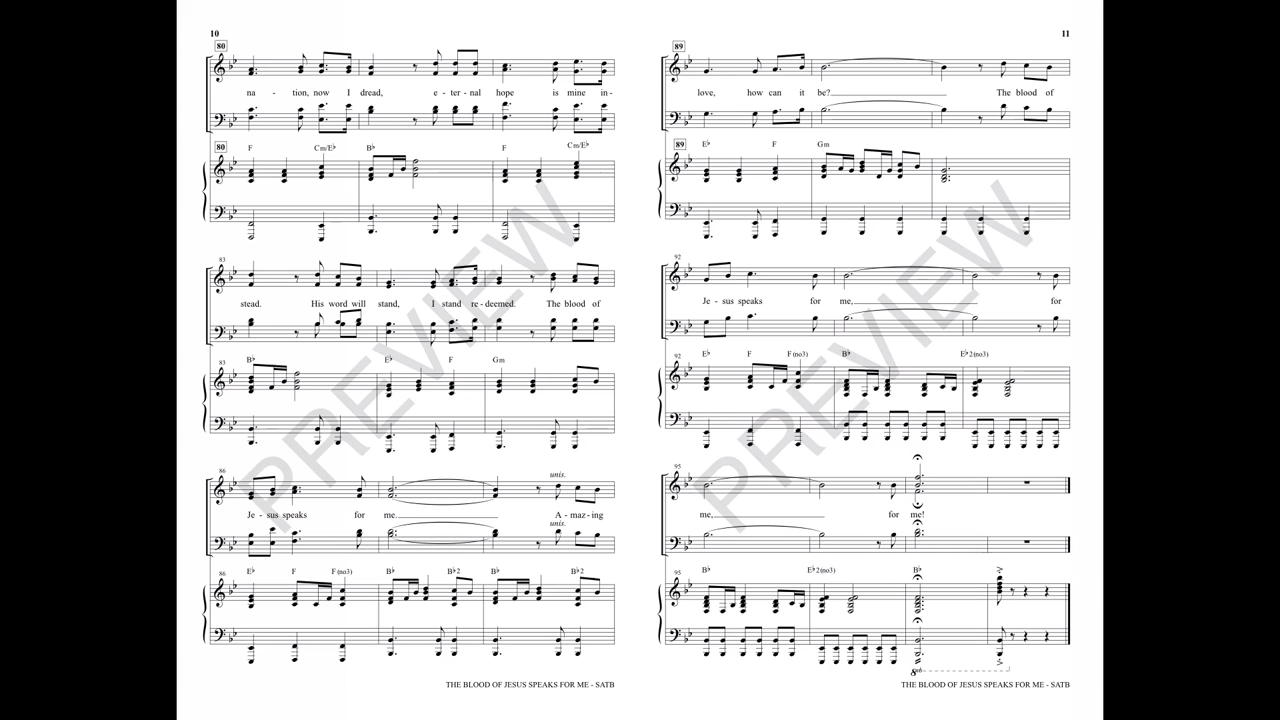 10
80
na - tion, now I dread, e - ter - nal hope is mine in-
80 F Cm/E♭ B♭ F Cm/E♭
83
stead. His word will stand, I stand re - deemed. The blood of
83 B♭ E♭ F Gm
86 unis.
Je - sus speaks for me. A - maz - ing
unis.
86 E♭ F F(no3) B♭ B♭2 B♭ B♭2
THE BLOOD OF JESUS SPEAKS FOR ME - SATB
11
89
love, how can it be? The blood of
89 E♭ F Gm
92
Je - sus speaks for me, for
92 E♭ F F(no3) B♭ E♭2(no3)
95
me, for me!
95 B♭ E♭2(no3) B♭
8vb
THE BLOOD OF JESUS SPEAKS FOR ME - SATB
PREVIEW
PREVIEW